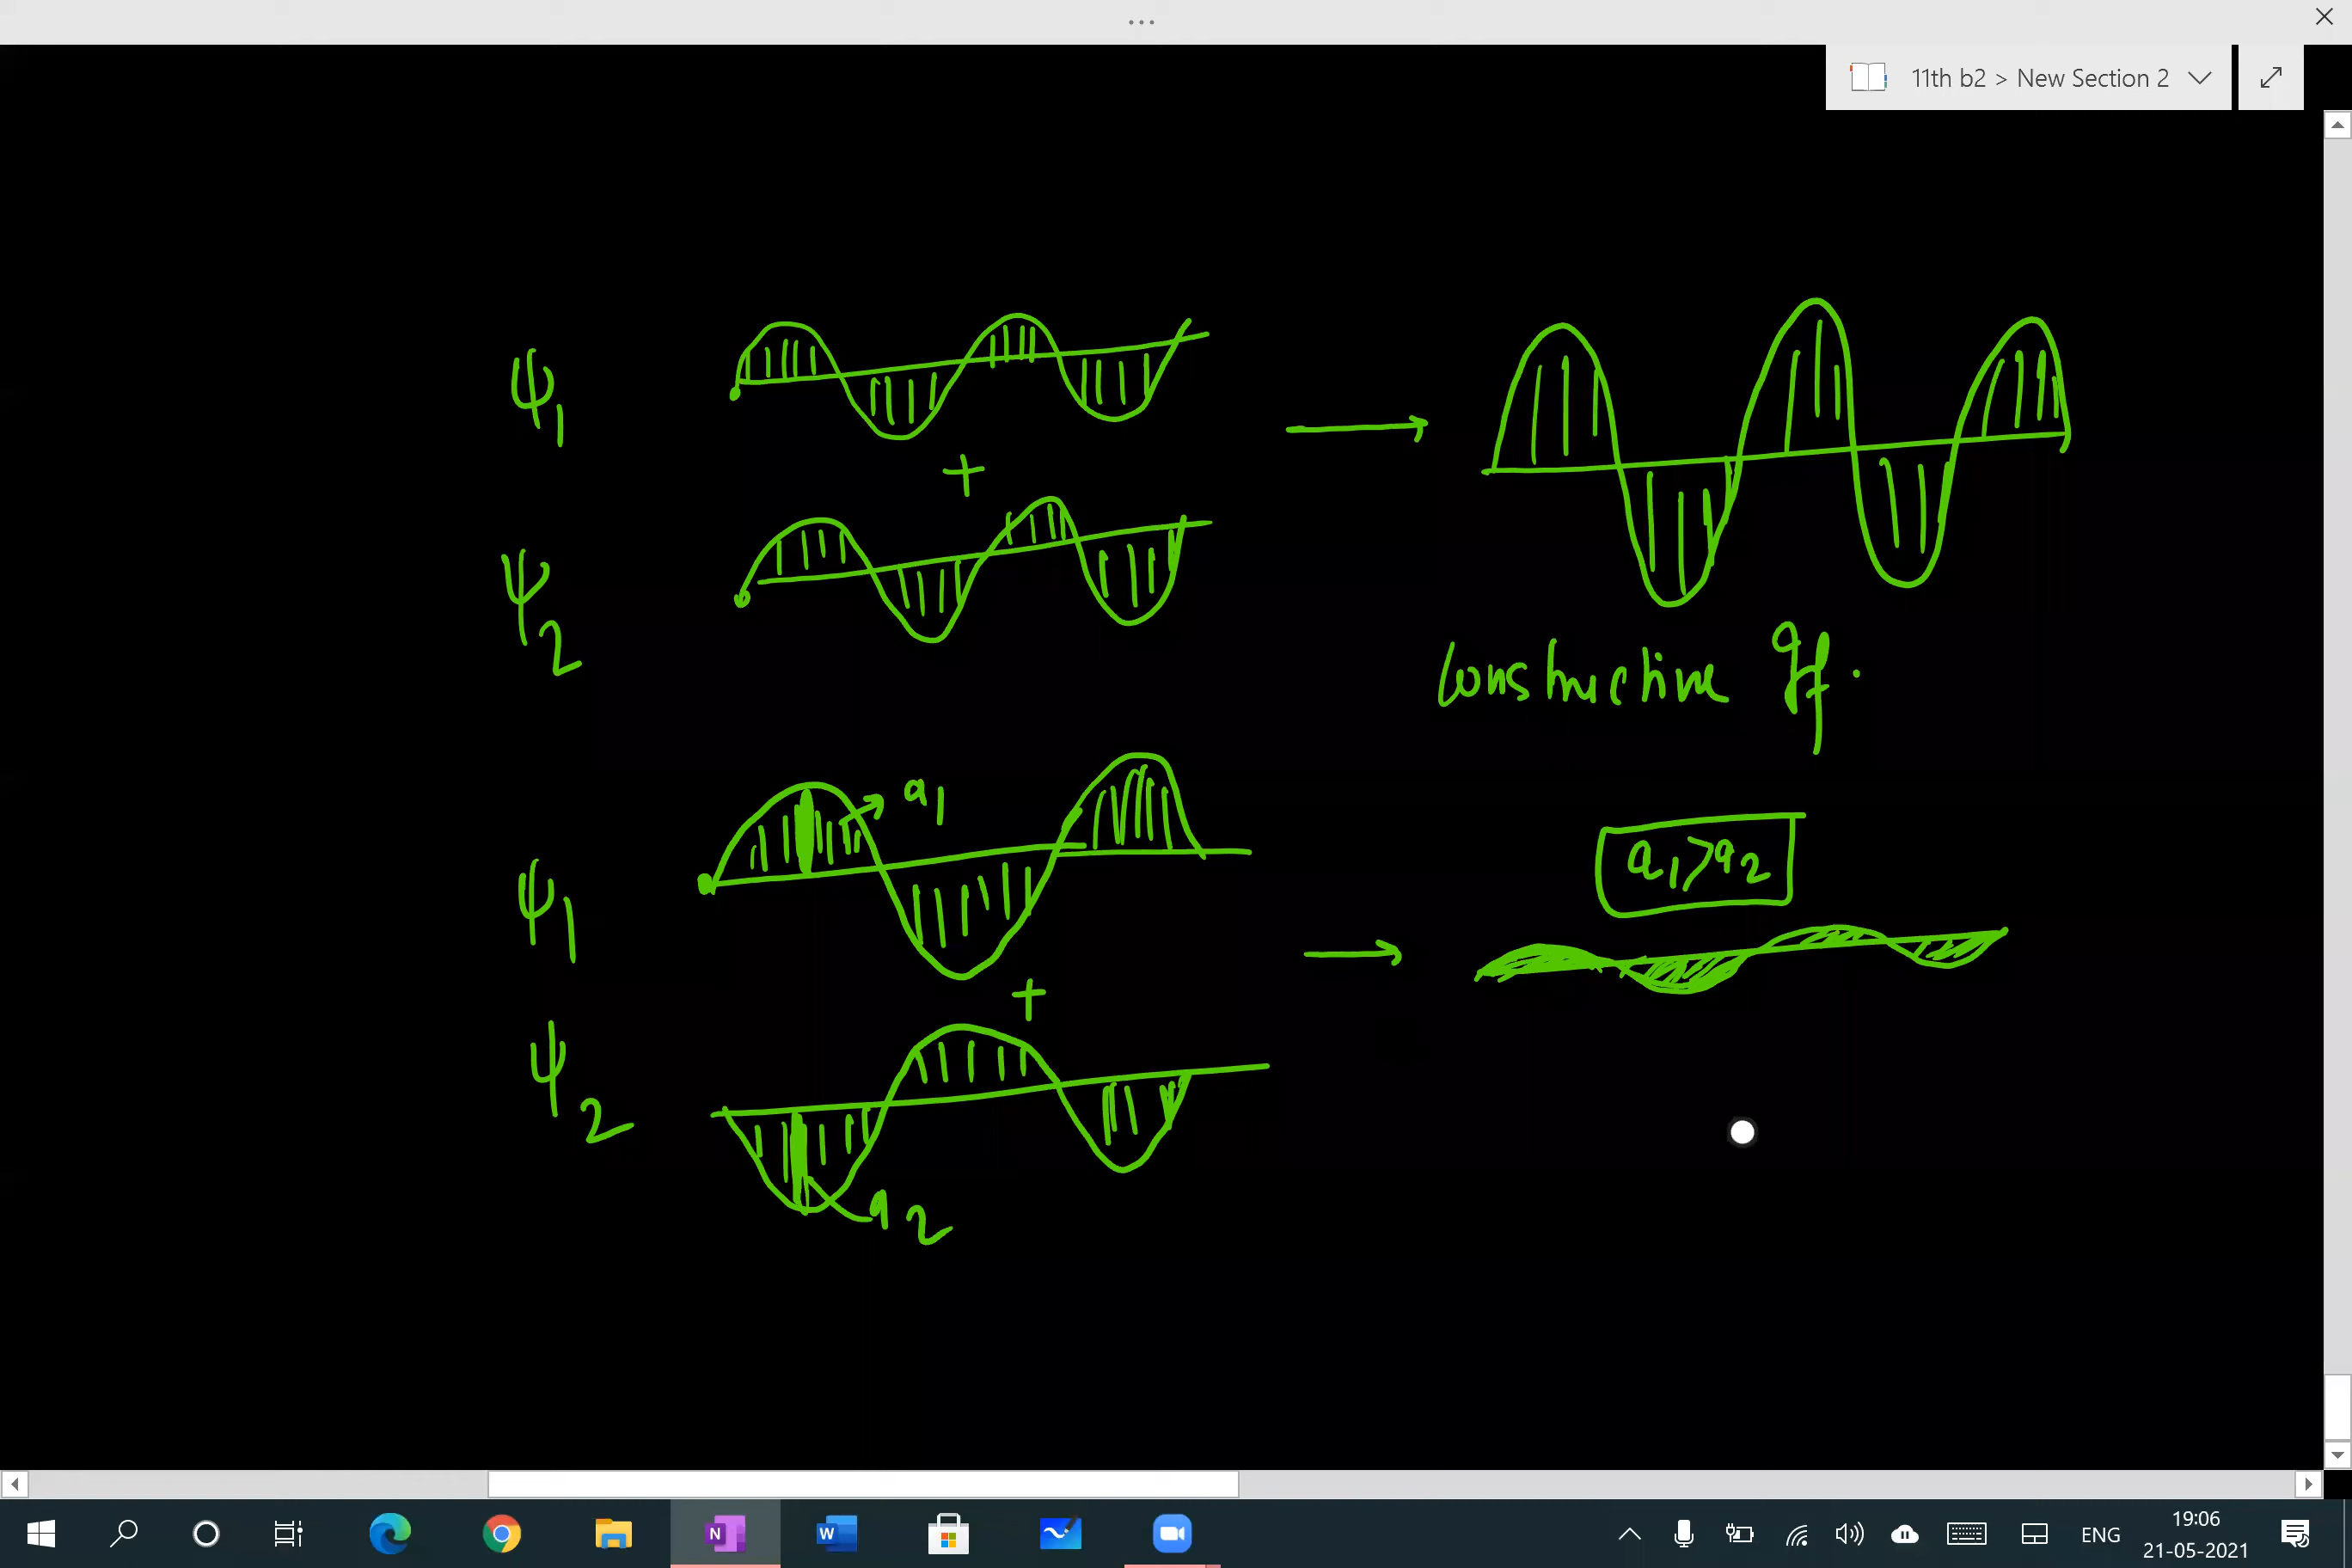 11th b2 > New Section 2
ψ1
+
ψ2
constructive If.
ψ1
a1
a1>a2
+
ψ2
a2
ENG
19:06
21-05-2021